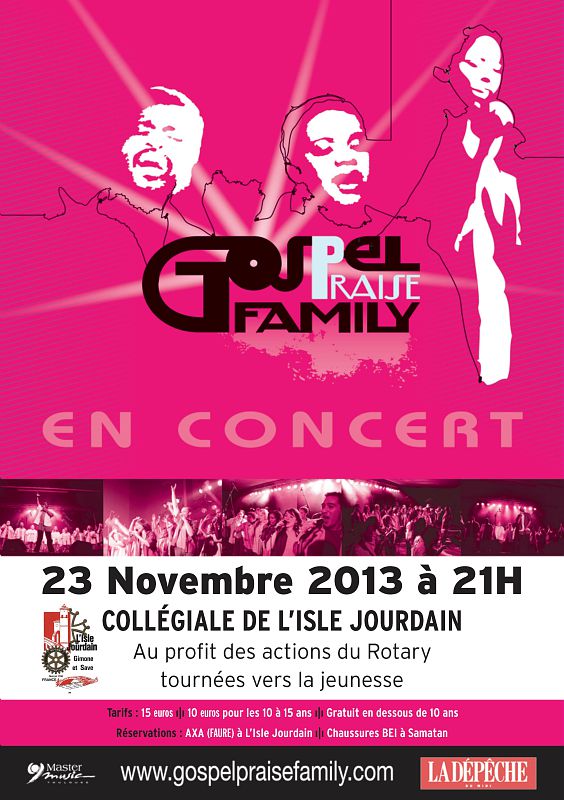 GOSPEL
PRAISE
FAMILY
EN CONCERT
23 Novembre 2013 à 21H
COLLÉGIALE DE L'ISLE JOURDAIN
Au profit des actions du Rotary
tournées vers la jeunesse
L'Isle
Jourdain
Gimone
et Save
Tarifs : 15 euros || 10 euros pour les 10 à 15 ans || Gratuit en dessous de 10 ans
Réservations : AXA (FAURE) à L'Isle Jourdain || Chaussures BEI à Samatan
Master
music
TOULOUSE
www.gospelpraisefamily.com
LA DÉPÊCHE
DU MIDI